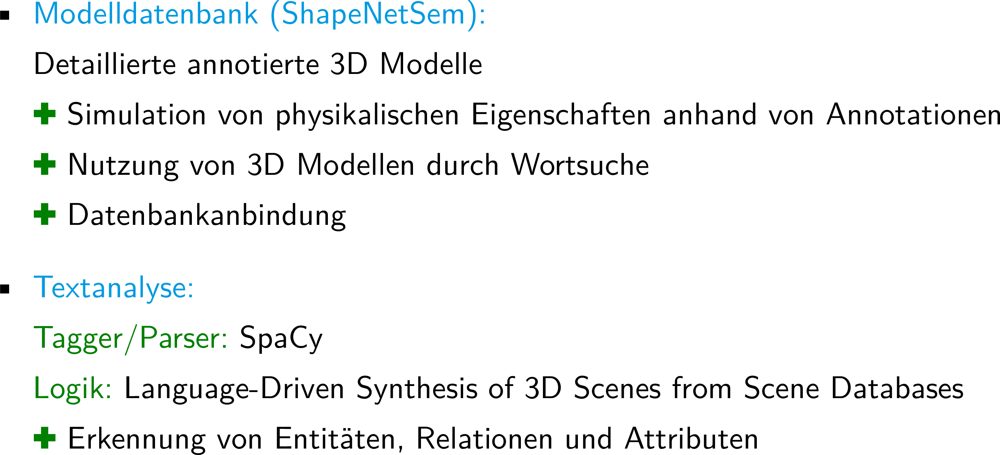 ▪ Modelldatenbank (ShapeNetSem):
Detaillierte annotierte 3D Modelle
✚ Simulation von physikalischen Eigenschaften anhand von Annotationen
✚ Nutzung von 3D Modellen durch Wortsuche
✚ Datenbankanbindung
▪ Textanalyse:
Tagger/Parser: SpaCy
Logik: Language-Driven Synthesis of 3D Scenes from Scene Databases
✚ Erkennung von Entitäten, Relationen und Attributen